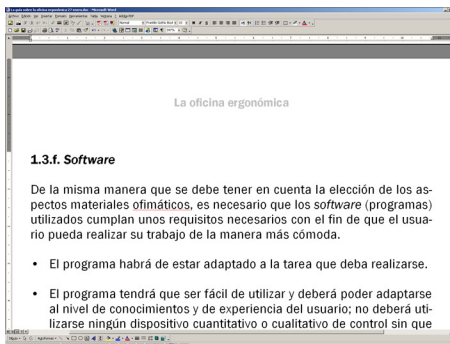 La oficina ergonómica
1.3.f. Software
De la misma manera que se debe tener en cuenta la elección de los as-
pectos materiales ofimáticos, es necesario que los software (programas)
utilizados cumplan unos requisitos necesarios con el fin de que el usua-
rio pueda realizar su trabajo de la manera más cómoda.
• El programa habrá de estar adaptado a la tarea que deba realizarse.
• El programa tendrá que ser fácil de utilizar y deberá poder adaptarse
al nivel de conocimientos y de experiencia del usuario; no deberá uti-
lizarse ningún dispositivo cuantitativo o cualitativo de control sin que